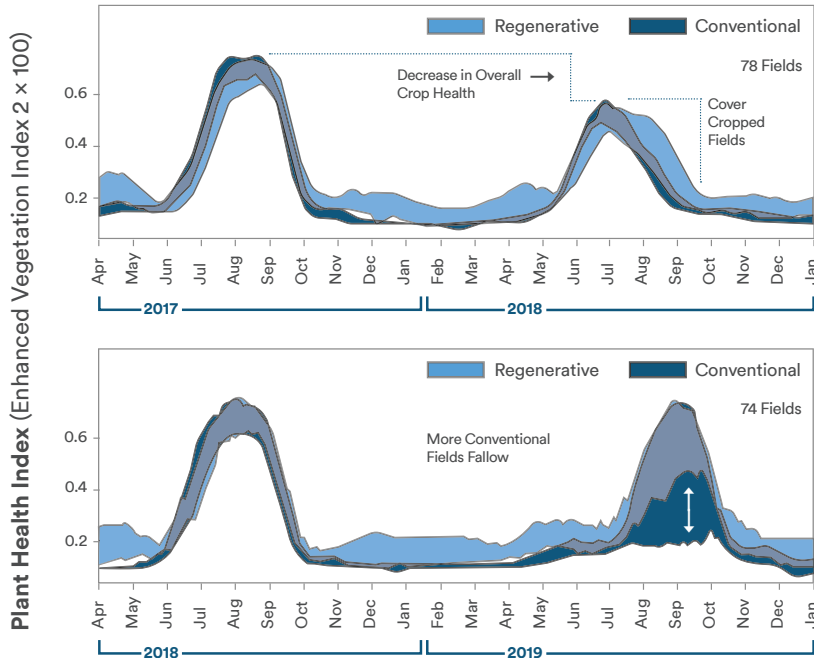 Plant Health Index (Enhanced Vegetation Index 2 × 100)
Regenerative Conventional
78 Fields
Decrease in Overall
Crop Health
Cover
Cropped
Fields
0.6
0.4
0.2
Apr May Jun Jul Aug Sep Oct Nov Dec Jan Feb Mar Apr May Jun Jul Aug Sep Oct Nov Dec Jan
2017 2018
Regenerative Conventional
74 Fields
More Conventional
Fields Fallow
0.6
0.4
0.2
Apr May Jun Jul Aug Sep Oct Nov Dec Jan Feb Mar Apr May Jun Jul Aug Sep Oct Nov Dec Jan
2018 2019